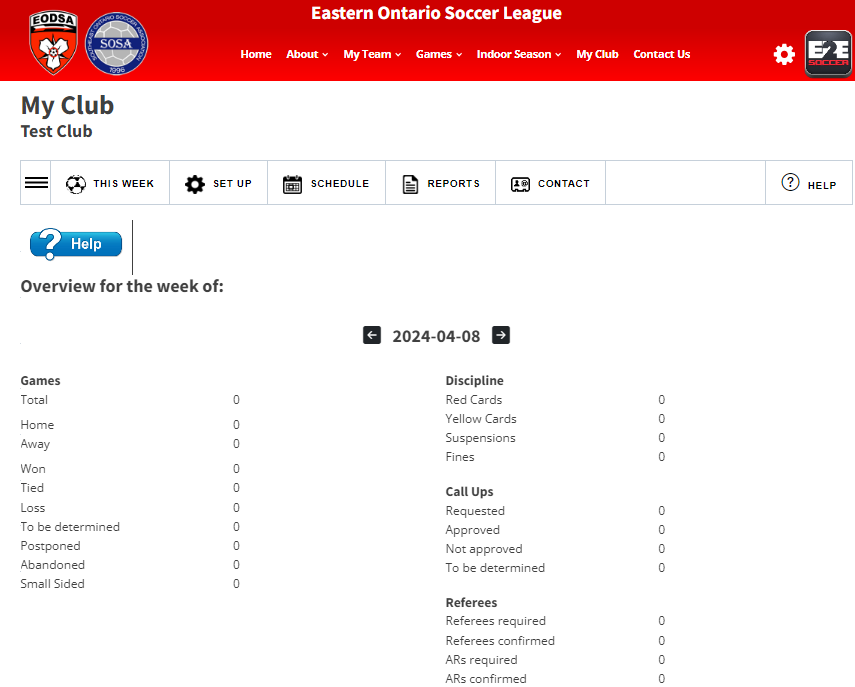 Eastern Ontario Soccer League
EODSA
SOUTHEAST ONTARIO SOCCER ASSOCIATION
SOSA
1996
Home About My Team Games Indoor Season My Club Contact Us
E2E
SOCCER
My Club
Test Club
THIS WEEK SET UP SCHEDULE REPORTS CONTACT HELP
Help
Overview for the week of:
2024-04-08
Games
Total 0
Home 0
Away 0
Won 0
Tied 0
Loss 0
To be determined 0
Postponed 0
Abandoned 0
Small Sided 0
Discipline
Red Cards 0
Yellow Cards 0
Suspensions 0
Fines 0
Call Ups
Requested 0
Approved 0
Not approved 0
To be determined 0
Referees
Referees required 0
Referees confirmed 0
ARs required 0
ARs confirmed 0